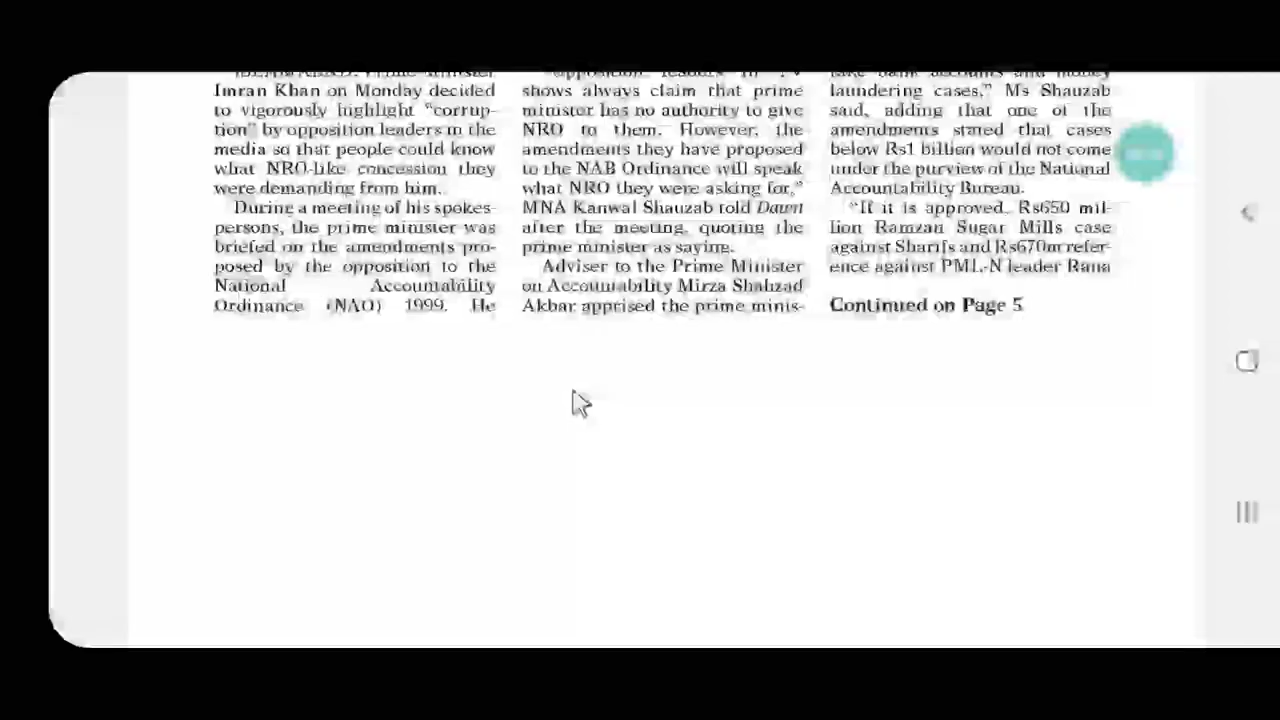 Imran Khan on Monday decided
to vigorously highlight "corrup-
tion" by opposition leaders in the
media so that people could know
what NRO-like concession they
were demanding from him.
During a meeting of his spokes-
persons, the prime minister was
briefed on the amendments pro-
posed by the opposition to the
National Accountability
Ordinance (NAO) 1999. He
opposition leaders in TV
shows always claim that prime
minister has no authority to give
NRO to them. However, the
amendments they have proposed
to the NAB Ordinance will speak
what NRO they were asking for,"
MNA Kanwal Shauzab told Dawn
after the meeting, quoting the
prime minister as saying.
Adviser to the Prime Minister
on Accountability Mirza Shahzad
Akbar apprised the prime minis-
bank accounts and money
laundering cases," Ms Shauzab
said, adding that one of the
amendments stated that cases
below Rs1 billion would not come
under the purview of the National
Accountability Bureau.
"If it is approved, Rs650 mil-
lion Ramzan Sugar Mills case
against Sharifs and Rs670m refer-
ence against PML-N leader Rana
Continued on Page 5